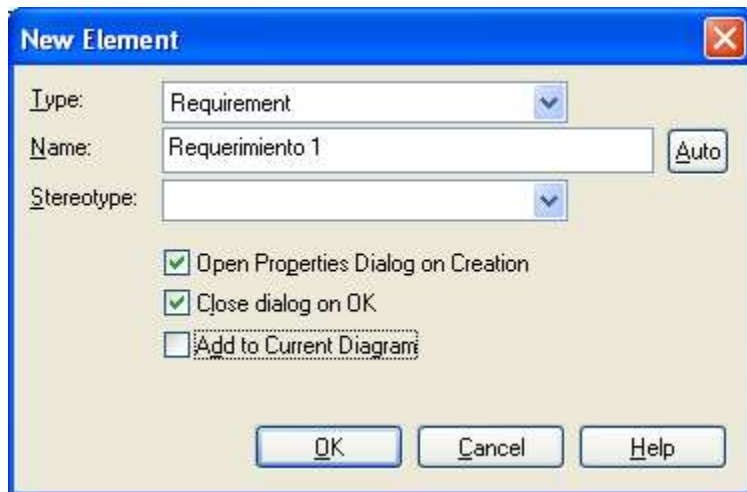 New Element
Type: Requirement
Name: Requerimiento 1 Auto
Stereotype:
Open Properties Dialog on Creation
Close dialog on OK
Add to Current Diagram
OK Cancel Help